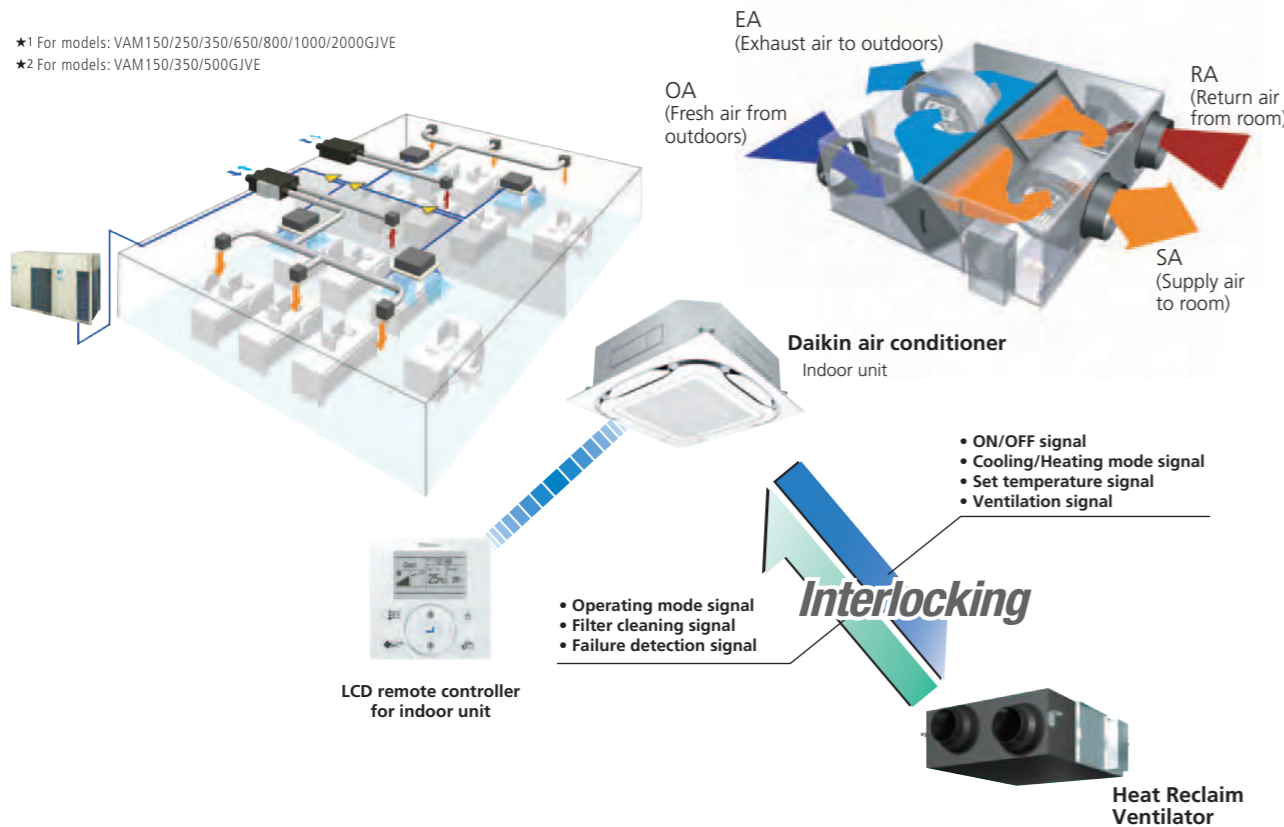 ★1 For models: VAM150/250/350/650/800/1000/2000GJVE
★2 For models: VAM150/350/500GJVE
EA
(Exhaust air to outdoors)
OA
(Fresh air from
outdoors)
RA
(Return air
from room)
SA
(Supply air
to room)
Daikin air conditioner
Indoor unit
• ON/OFF signal
• Cooling/Heating mode signal
• Set temperature signal
• Ventilation signal
Interlocking
• Operating mode signal
• Filter cleaning signal
• Failure detection signal
Cool
LCD remote controller
for indoor unit
Heat Reclaim
Ventilator